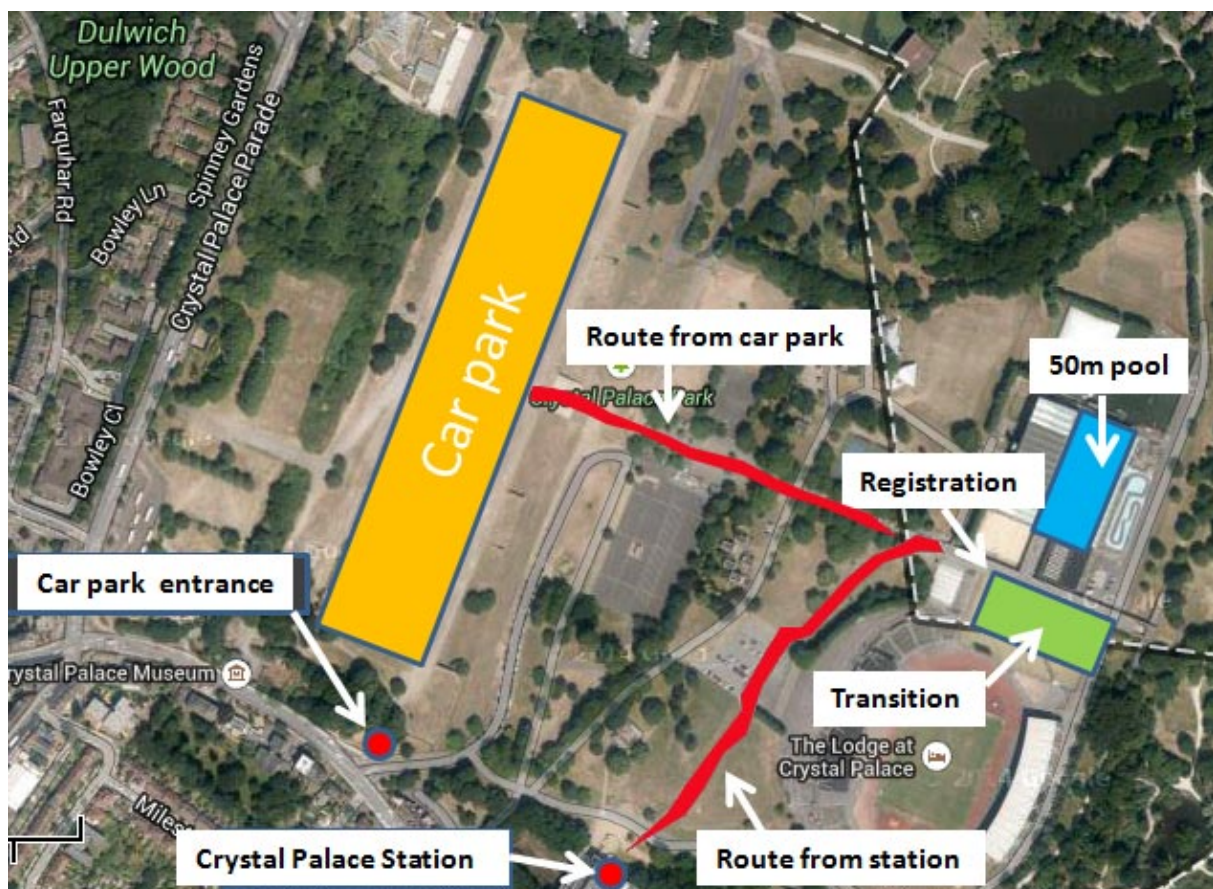 Dulwich
Upper Wood
Farquhar Rd
Rd
Bowley Ln
Spinney Gardens
Crystal Palace Parade
Bowley Cl
Car park
Route from car park
Crystal Palace Park
50m pool
Registration
Car park entrance
Crystal Palace Museum
Transition
The Lodge at
Crystal Palace
Crystal Palace Station
Route from station